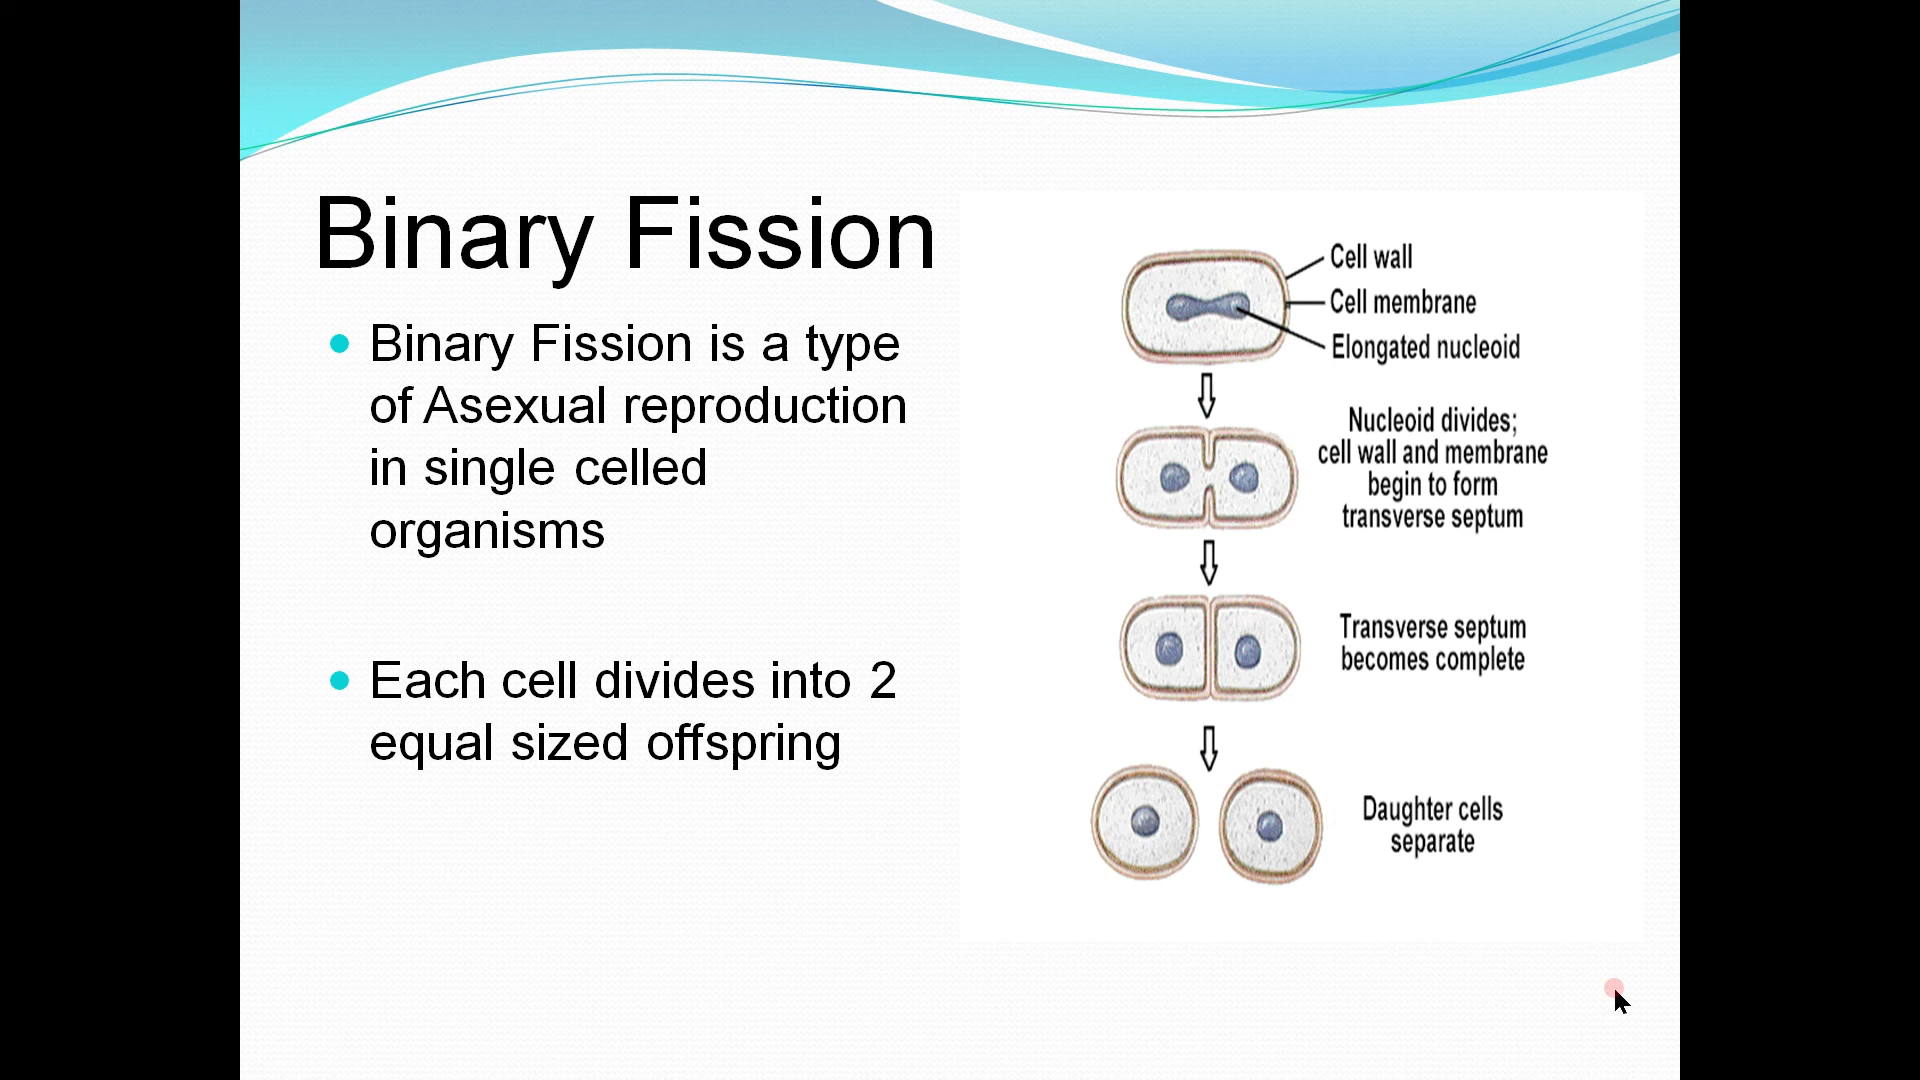 Binary Fission
Binary Fission is a type
of Asexual reproduction
in single celled
organisms
Each cell divides into 2
equal sized offspring
Cell wall
Cell membrane
Elongated nucleoid
Nucleoid divides;
cell wall and membrane
begin to form
transverse septum
Transverse septum
becomes complete
Daughter cells
separate